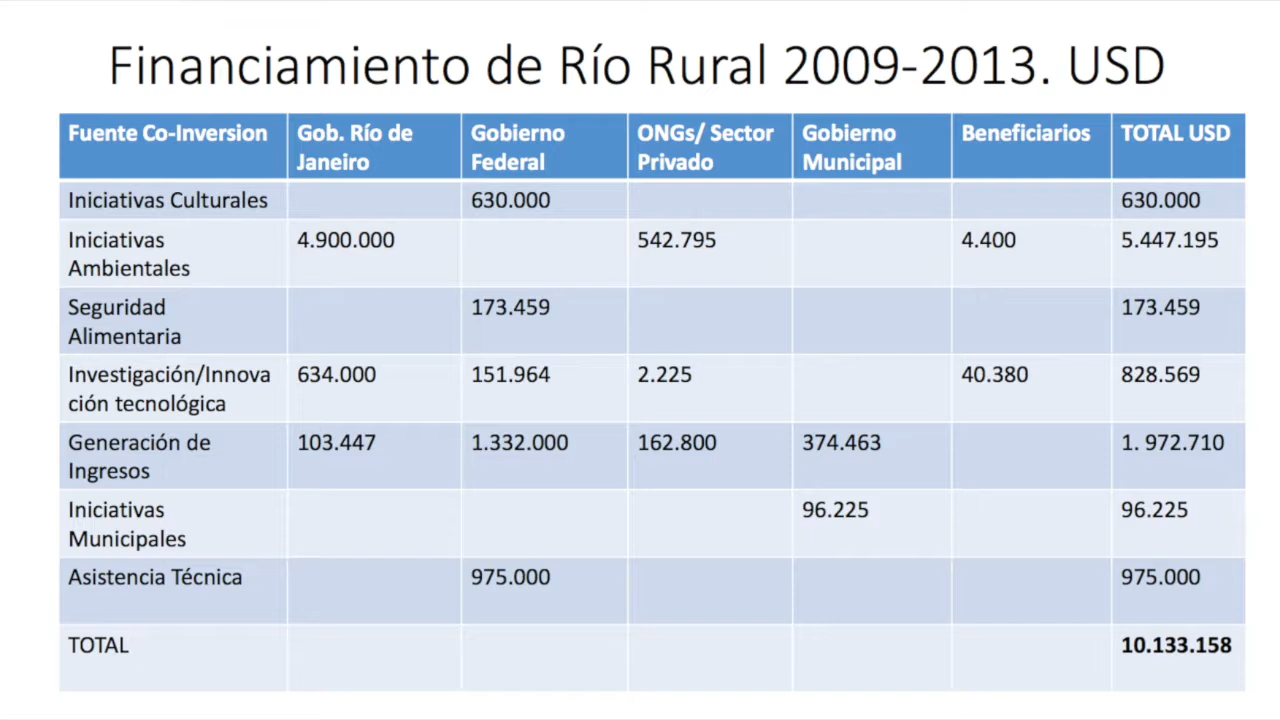 Financiamiento de Río Rural 2009-2013. USD
Fuente Co-Inversion Gob. Río de Janeiro Gobierno Federal ONGs/ Sector Privado Gobierno Municipal Beneficiarios TOTAL USD
Iniciativas Culturales 630.000 630.000
Iniciativas Ambientales 4.900.000 542.795 4.400 5.447.195
Seguridad Alimentaria 173.459 173.459
Investigación/Innovación tecnológica 634.000 151.964 2.225 40.380 828.569
Generación de Ingresos 103.447 1.332.000 162.800 374.463 1. 972.710
Iniciativas Municipales 96.225 96.225
Asistencia Técnica 975.000 975.000
TOTAL 10.133.158